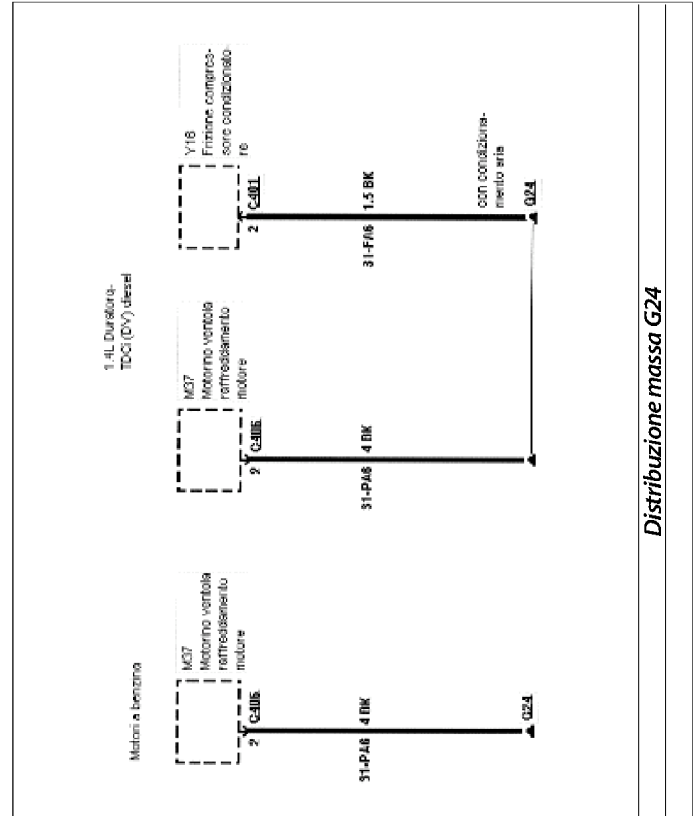 Motori a benzina
M37
Motorino ventola
raffreddamento
motore
2
C406
31-PA6
4 BK
G24
1.4L Duratorq-
TDCi (DV) diesel
M37
Motorino ventola
raffreddamento
motore
2
C406
31-PA6
4 BK
Y16
Frizione compres-
sore condizionato-
re
2
C401
31-FA6
1.5 BK
con condiziona-
mento aria
G24
Distribuzione massa G24